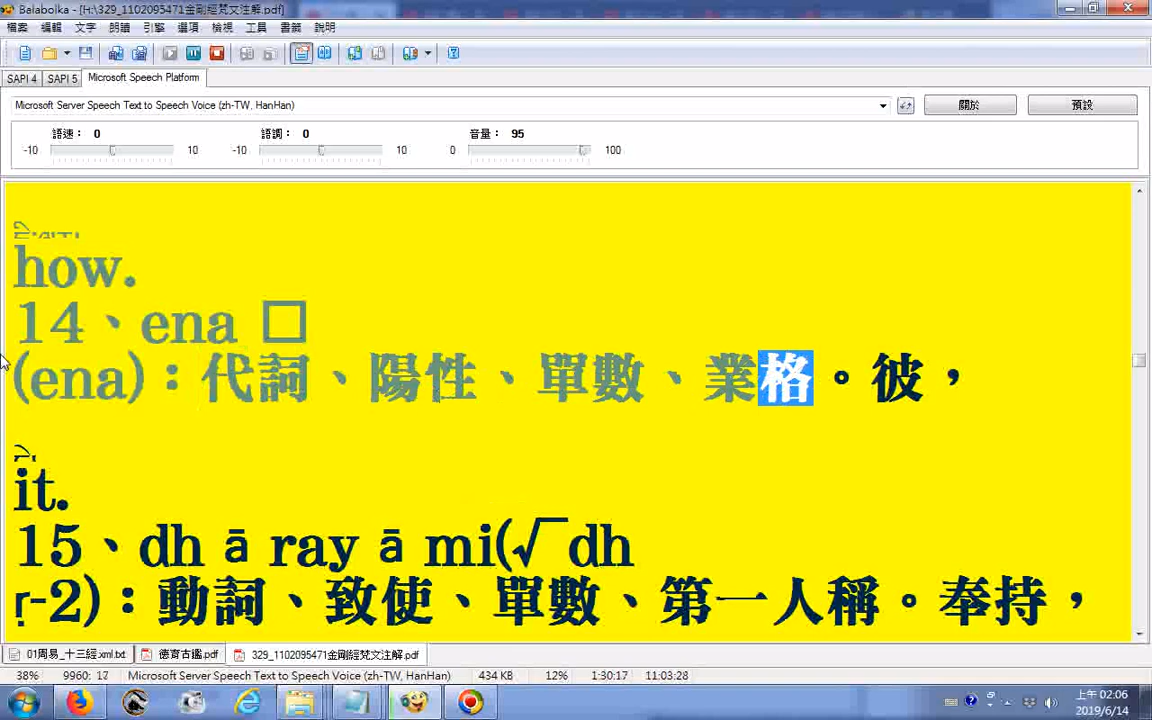 Balabolka - [H:\329_1102095471金剛經梵文注解.pdf]
檔案 編輯 文字 朗讀 引擎 選項 檢視 工具 書籤 說明
SAPI 4 SAPI 5 Microsoft Speech Platform
Microsoft Server Speech Text to Speech Voice (zh-TW, HanHan) 關於 預設
語速： 0 語調： 0 音量： 95
-10 10 -10 10 0 100
how.
14、ena □
(ena)：代詞、陽性、單數、業格。彼，
it.
15、dh ā ray ā mi(√dh
ṛ-2)：動詞、致使、單數、第一人稱。奉持，
01周易_十三經.xml.txt 德育古鑑.pdf 329_1102095471金剛經梵文注解.pdf
38% 9960: 17 Microsoft Server Speech Text to Speech Voice (zh-TW, HanHan) 434 KB 12% 1:30:17 11:03:28
上午 02:06
2019/6/14